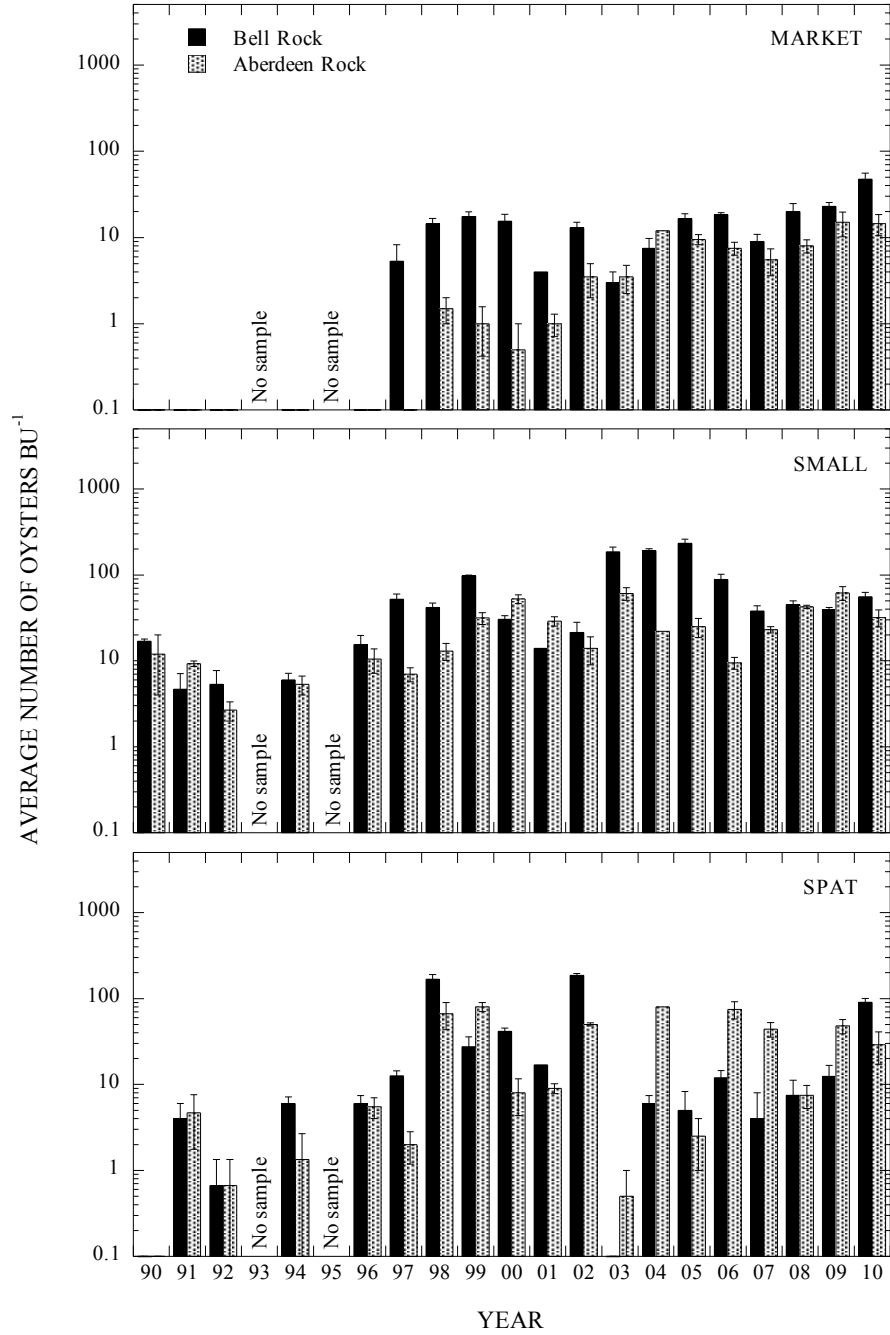 Bell Rock
Aberdeen Rock
MARKET
1000
100
10
1
0.1
No sample
No sample
AVERAGE NUMBER OF OYSTERS BU-1
SMALL
1000
100
10
1
0.1
No sample
No sample
SPAT
1000
100
10
1
0.1
No sample
No sample
90 91 92 93 94 95 96 97 98 99 00 01 02 03 04 05 06 07 08 09 10
YEAR